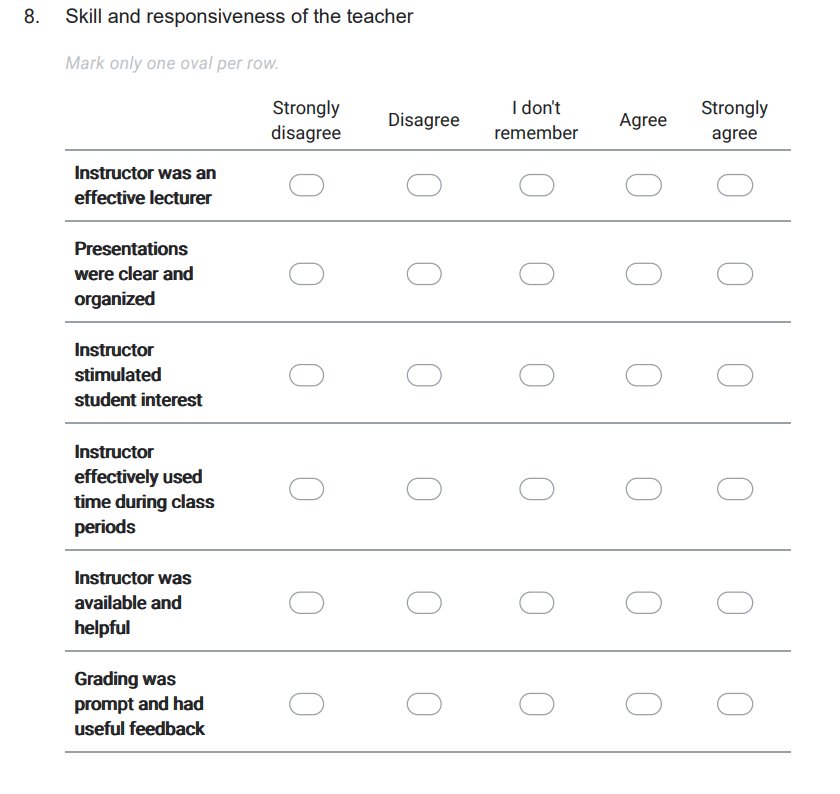 8. Skill and responsiveness of the teacher
Mark only one oval per row.
Strongly disagree
Disagree
I don't remember
Agree
Strongly agree
Instructor was an
effective lecturer
Presentations
were clear and
organized
Instructor
stimulated
student interest
Instructor
effectively used
time during class
periods
Instructor was
available and
helpful
Grading was
prompt and had
useful feedback